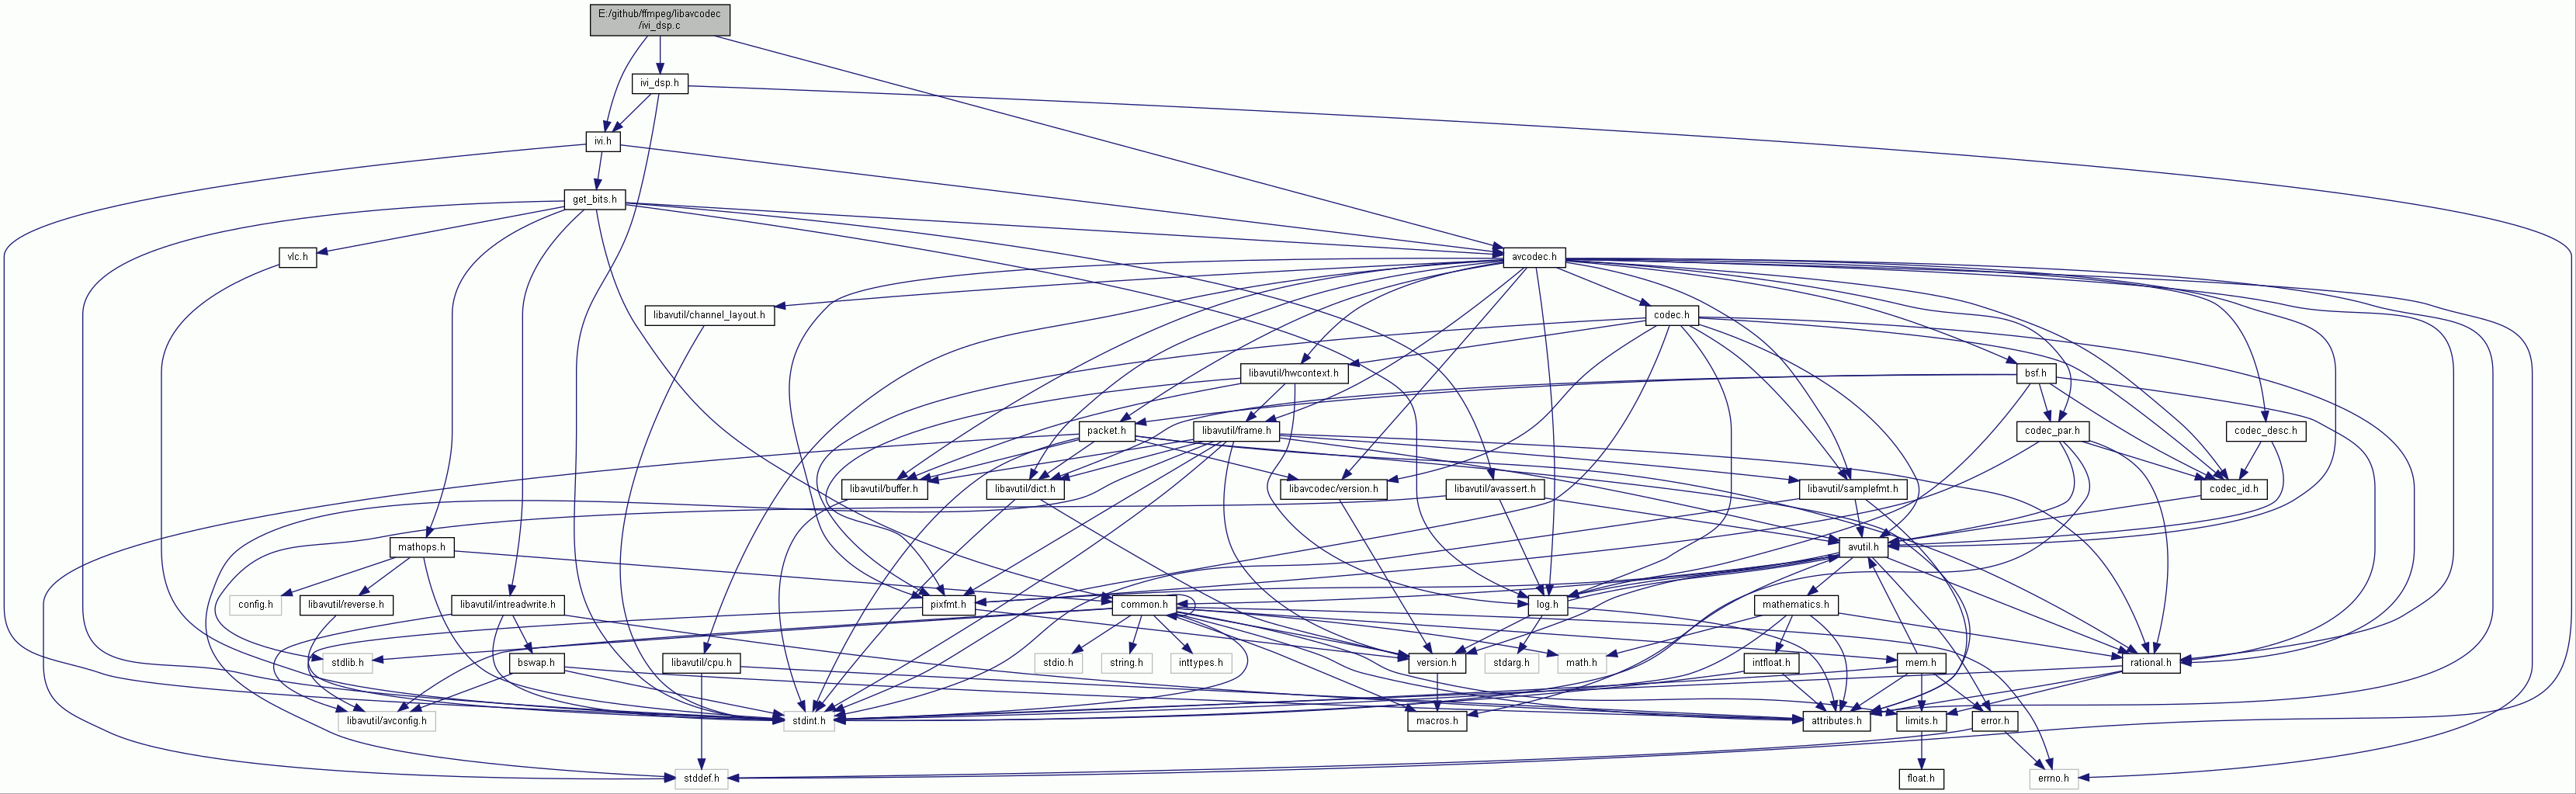 E:/github/ffmpeg/libavcodec
/ivi_dsp.c
ivi_dsp.h
ivi.h
get_bits.h
vlc.h
avcodec.h
libavutil/channel_layout.h
codec.h
libavutil/hwcontext.h
bsf.h
packet.h
libavutil/frame.h
codec_par.h
codec_desc.h
libavutil/buffer.h
libavutil/dict.h
libavcodec/version.h
libavutil/avassert.h
libavutil/samplefmt.h
codec_id.h
mathops.h
avutil.h
config.h
libavutil/reverse.h
libavutil/intreadwrite.h
pixfmt.h
common.h
log.h
mathematics.h
stdlib.h
bswap.h
libavutil/cpu.h
stdio.h
string.h
inttypes.h
version.h
stdarg.h
math.h
intfloat.h
mem.h
rational.h
libavutil/avconfig.h
stdint.h
macros.h
attributes.h
limits.h
error.h
stddef.h
float.h
errno.h